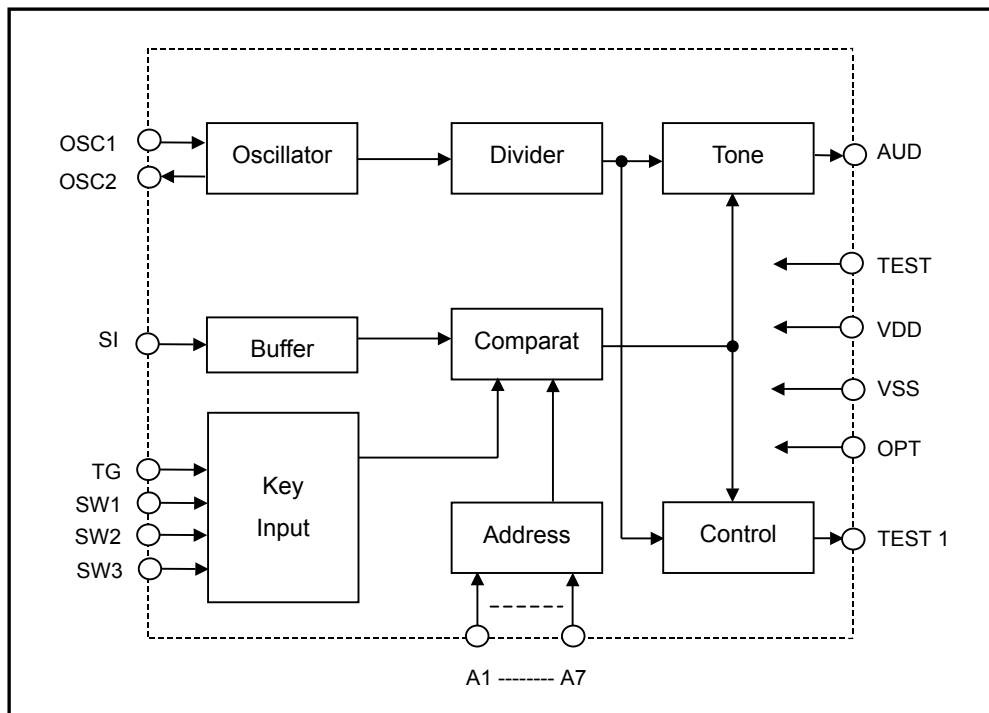 OSC1
OSC2
Oscillator
Divider
Tone
AUD
TEST
SI
Buffer
Comparat
VDD
VSS
OPT
TG
SW1
SW2
SW3
Key
Input
Address
Control
TEST 1
A1 -------- A7